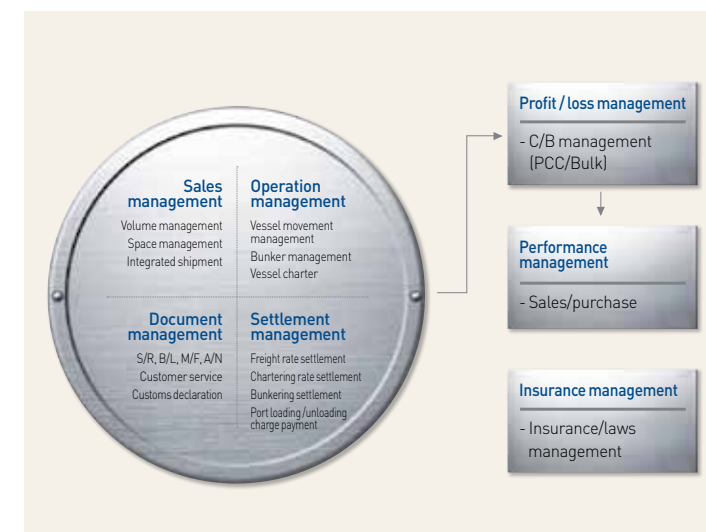 Sales
management
Volume management
Space management
Integrated shipment
Operation
management
Vessel movement
management
Bunker management
Vessel charter
Document
management
S/R, B/L, M/F, A/N
Customer service
Customs declaration
Settlement
management
Freight rate settlement
Chartering rate settlement
Bunkering settlement
Port loading/unloading
charge payment
Profit / loss management
- C/B management
(PCC/Bulk)
Performance
management
- Sales/purchase
Insurance management
- Insurance/laws
management